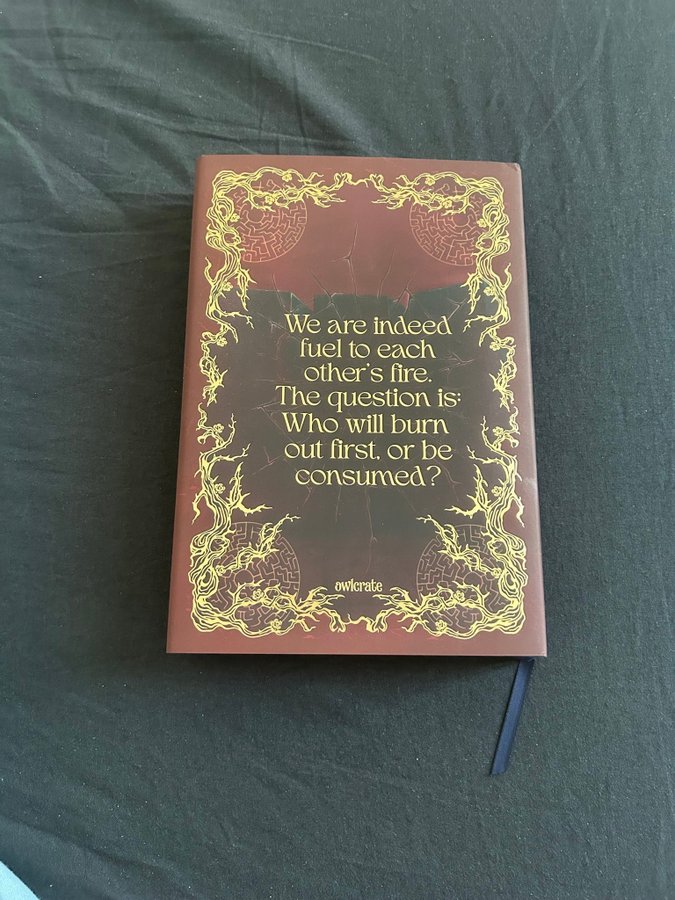 We are indeed
fuel to each
other's fire.
The question is:
Who will burn
out first, or be
consumed?
owlcrate